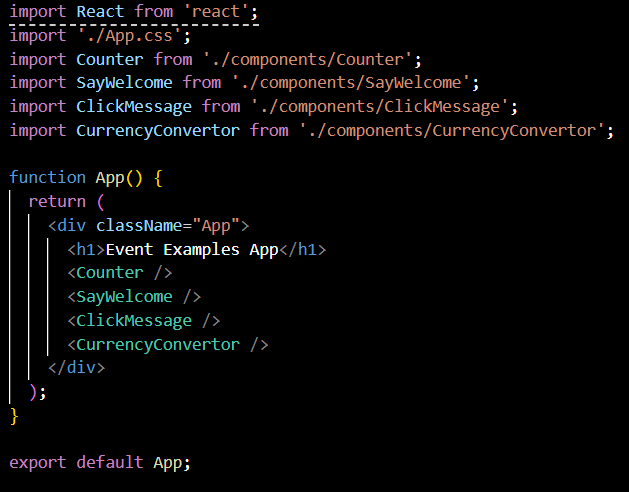 import React from 'react';
import './App.css';
import Counter from './components/Counter';
import SayWelcome from './components/SayWelcome';
import ClickMessage from './components/ClickMessage';
import CurrencyConvertor from './components/CurrencyConvertor';

function App() {
  return (
    <div className="App">
      <h1>Event Examples App</h1>
      <Counter />
      <SayWelcome />
      <ClickMessage />
      <CurrencyConvertor />
    </div>
  );
}

export default App;